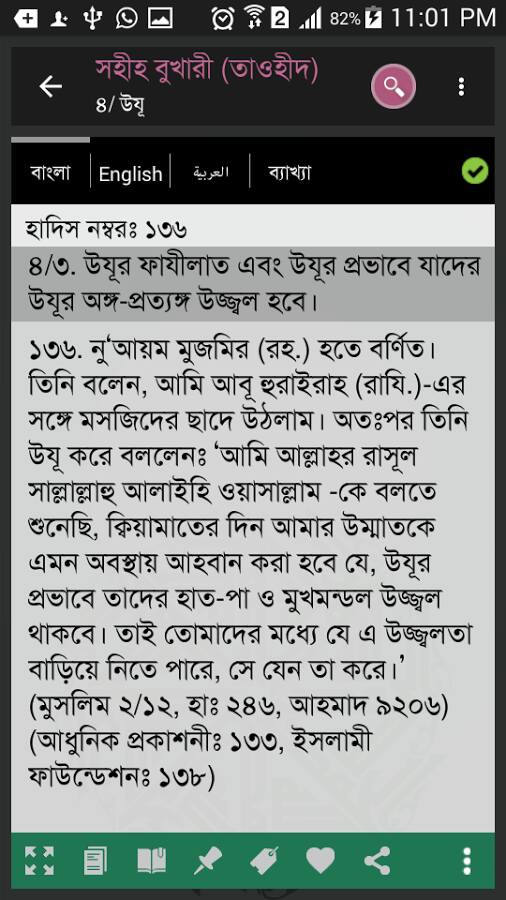 2
82%
11:01 PM
সহীহ বুখারী (তাওহীদ)
৪/ উযূ
বাংলা
English
العربية
ব্যাখ্যা
হাদিস নম্বরঃ ১৩৬
৪/৩. উযূর ফাযীলাত এবং উযূর প্রভাবে যাদের
উযূর অঙ্গ-প্রত্যঙ্গ উজ্জ্বল হবে।
১৩৬. নু‘আয়ম মুজমির (রহ.) হতে বর্ণিত।
তিনি বলেন, আমি আবূ হুরাইরাহ (রাযি.)-এর
সঙ্গে মসজিদের ছাদে উঠলাম। অতঃপর তিনি
উযূ করে বললেনঃ ‘আমি আল্লাহর রাসূল
সাল্লাল্লাহু আলাইহি ওয়াসাল্লাম -কে বলতে
শুনেছি, ক্বিয়ামাতের দিন আমার উম্মাতকে
এমন অবস্থায় আহবান করা হবে যে, উযূর
প্রভাবে তাদের হাত-পা ও মুখমন্ডল উজ্জ্বল
থাকবে। তাই তোমাদের মধ্যে যে এ উজ্জ্বলতা
বাড়িয়ে নিতে পারে, সে যেন তা করে।’
(মুসলিম ২/১২, হাঃ ২৪৬, আহমাদ ৯২০৬)
(আধুনিক প্রকাশনীঃ ১৩৩, ইসলামী
ফাউন্ডেশনঃ ১৩৮)